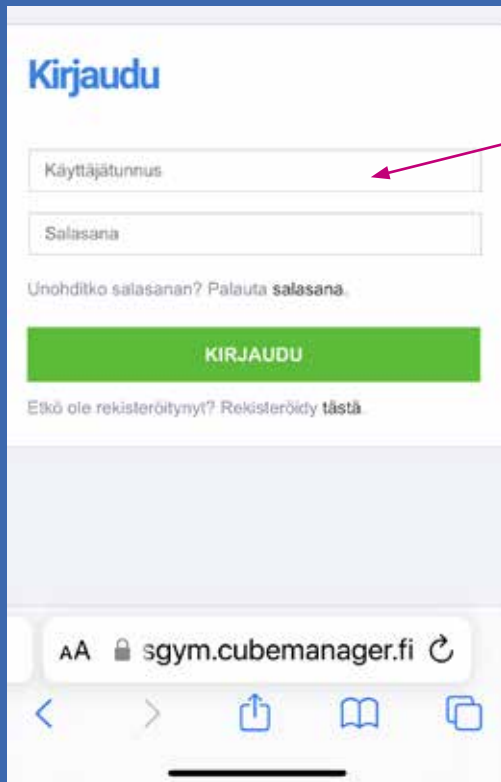 Kirjaudu
Käyttäjätunnus
Salasana
Unohditko salasanan? Palauta salasana.
KIRJAUDU
Etkö ole rekisteröitynyt? Rekisteröidy tästä.
AA sgym.cubemanager.fi